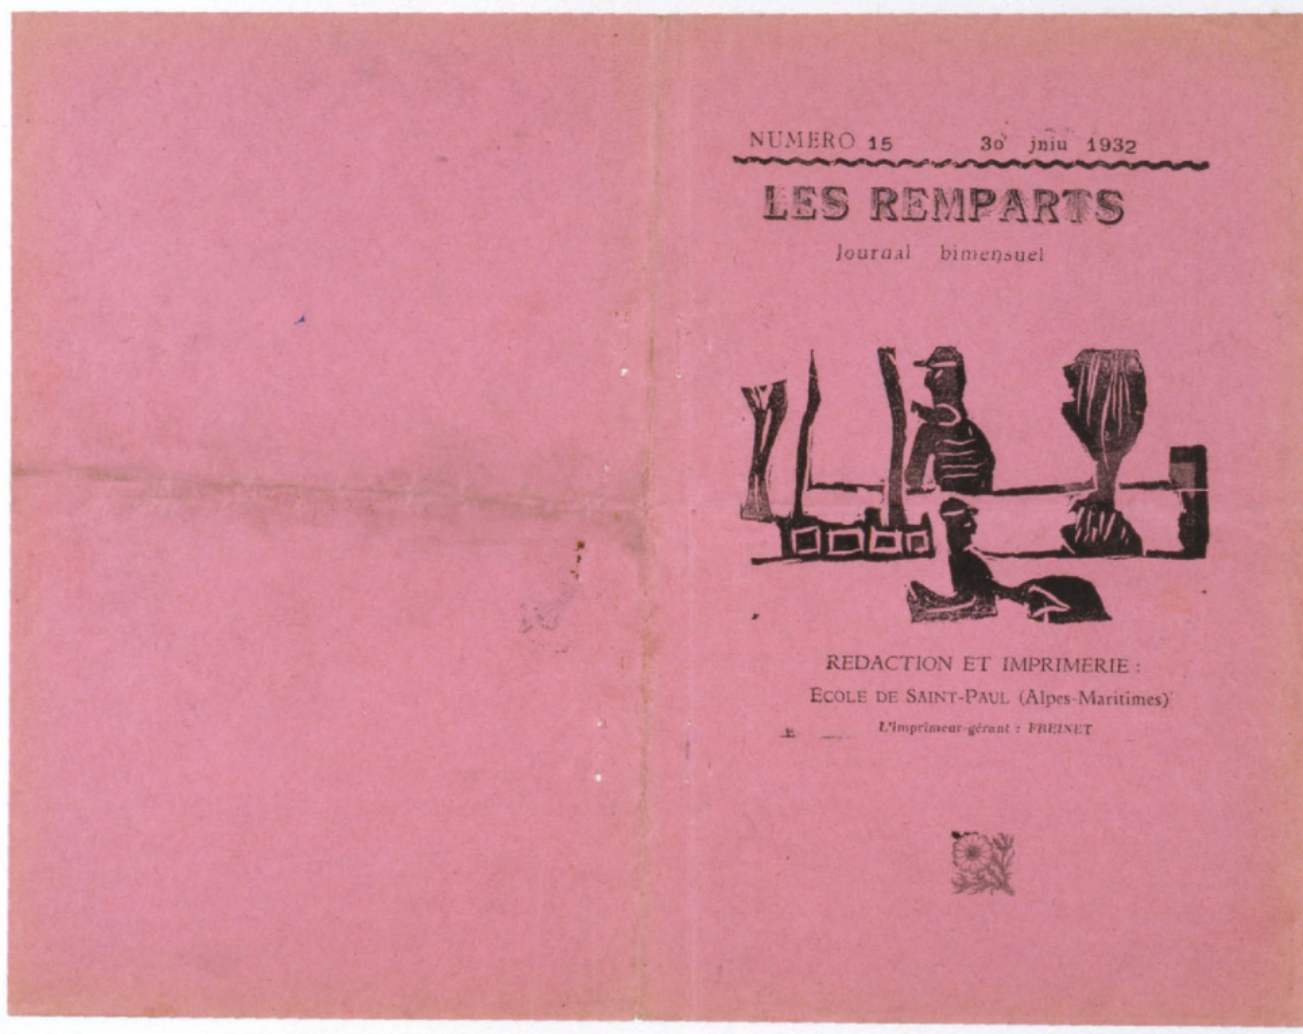 NUMERO 15 30 jniu 1932
LES REMPARTS
Journal bimensuel
REDACTION ET IMPRIMERIE :
ECOLE DE SAINT-PAUL (Alpes-Maritimes)
L'imprimeur-gérant : FREINET